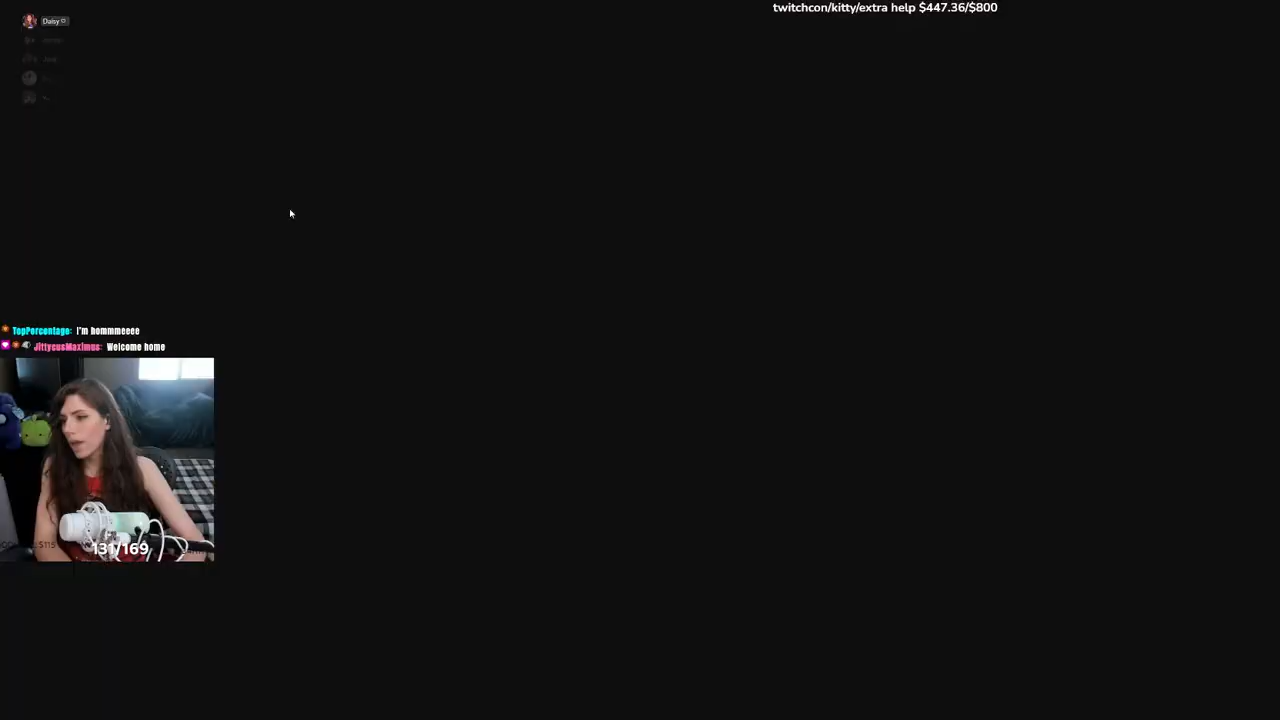 twitchcon/kitty/extra help $447.36/$800
Daisy
TopPercentage: I'm hommmeeee
JittycusMaximus: Welcome home
131/169